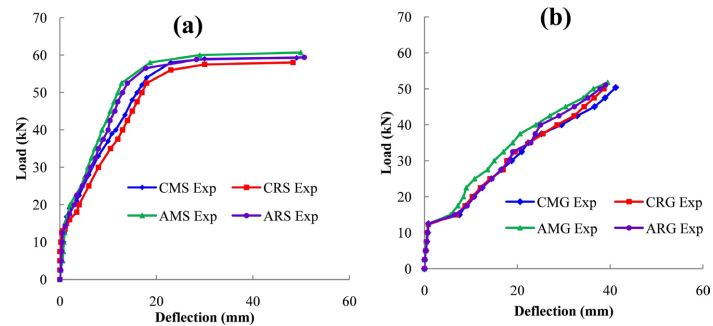 (a)
Load (kN)
70
60
50
40
30
20
10
0
0 20 40 60
Deflection (mm)
CMS Exp CRS Exp
AMS Exp ARS Exp
(b)
Load (kN)
70
60
50
40
30
20
10
0
0 20 40 60
Deflection (mm)
CMG Exp CRG Exp
AMG Exp ARG Exp